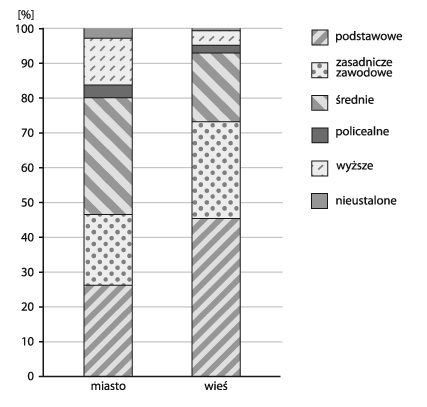 [%]
100
90
80
70
60
50
40
30
20
10
0
miasto
wieś
podstawowe
zasadnicze
zawodowe
średnie
policealne
wyższe
nieustalone